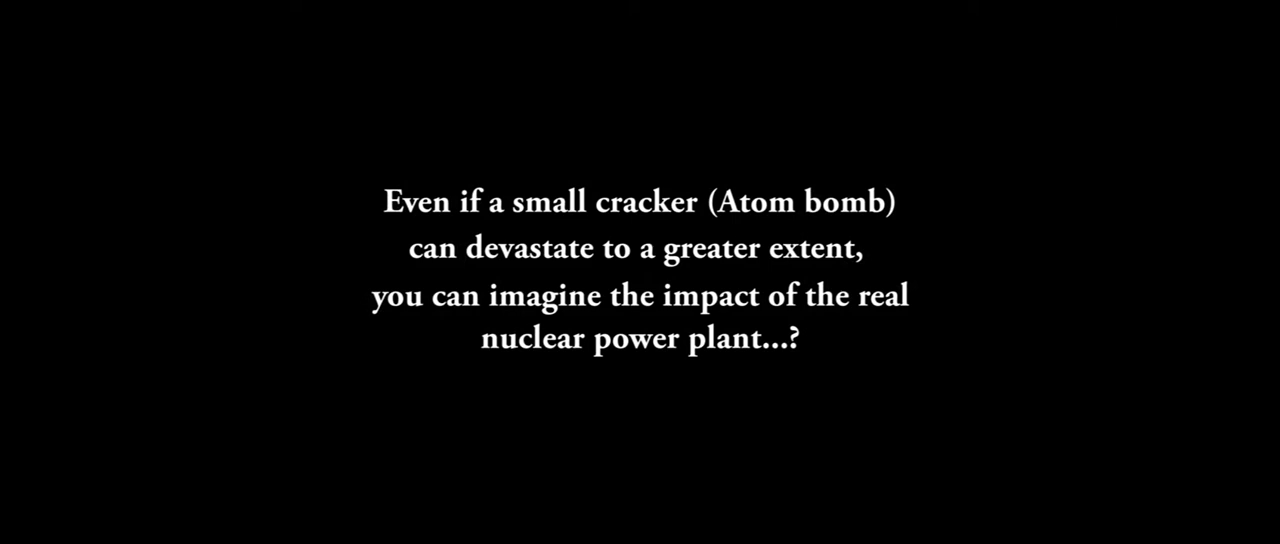 Even if a small cracker (Atom bomb)
can devastate to a greater extent,
you can imagine the impact of the real
nuclear power plant...?